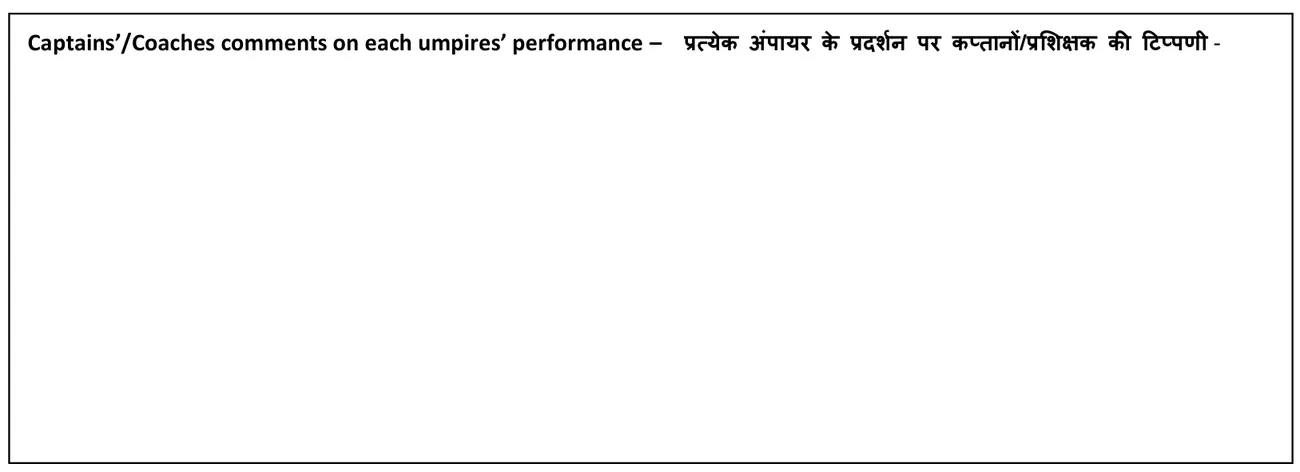 Captains’/Coaches comments on each umpires’ performance – प्रत्येक अंपायर के प्रदर्शन पर कप्तानों/प्रशिक्षक की टिप्पणी -